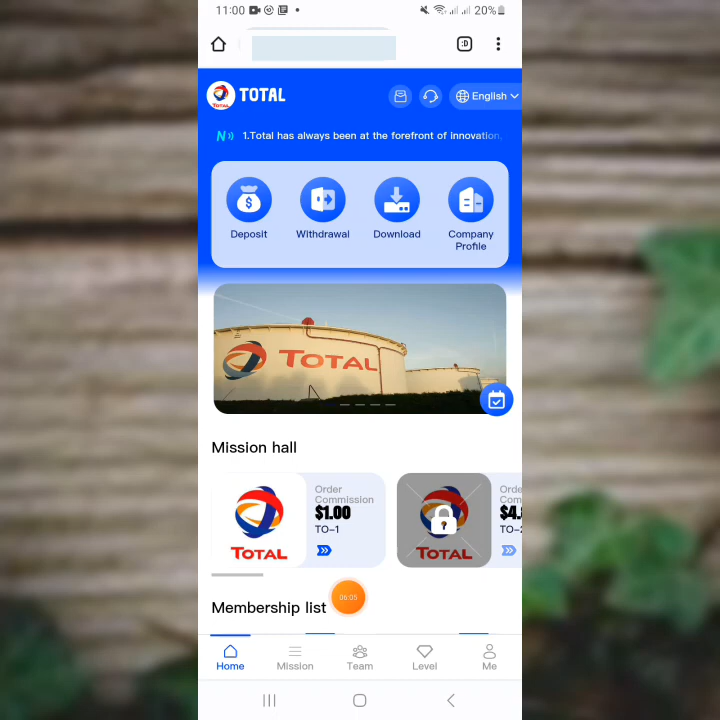 11:00
20%
:D
TOTAL
English
N
1.Total has always been at the forefront of innovation,
Deposit
Withdrawal
Download
Company
Profile
TOTAL
Mission hall
Order
Commission
$1.00
TO-1
TOTAL
TOTAL
06:05
Membership list
Home
Mission
Team
Level
Me